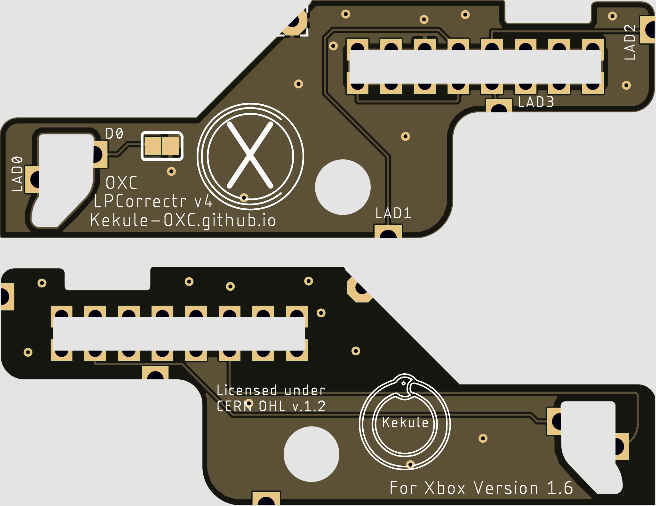 LAD2
LAD3
D0
LAD0
OXC
LPCorrectr v4
Kekule-OXC.github.io
LAD1
Licensed under
CERN OHL v.1.2
Kekule
For Xbox Version 1.6